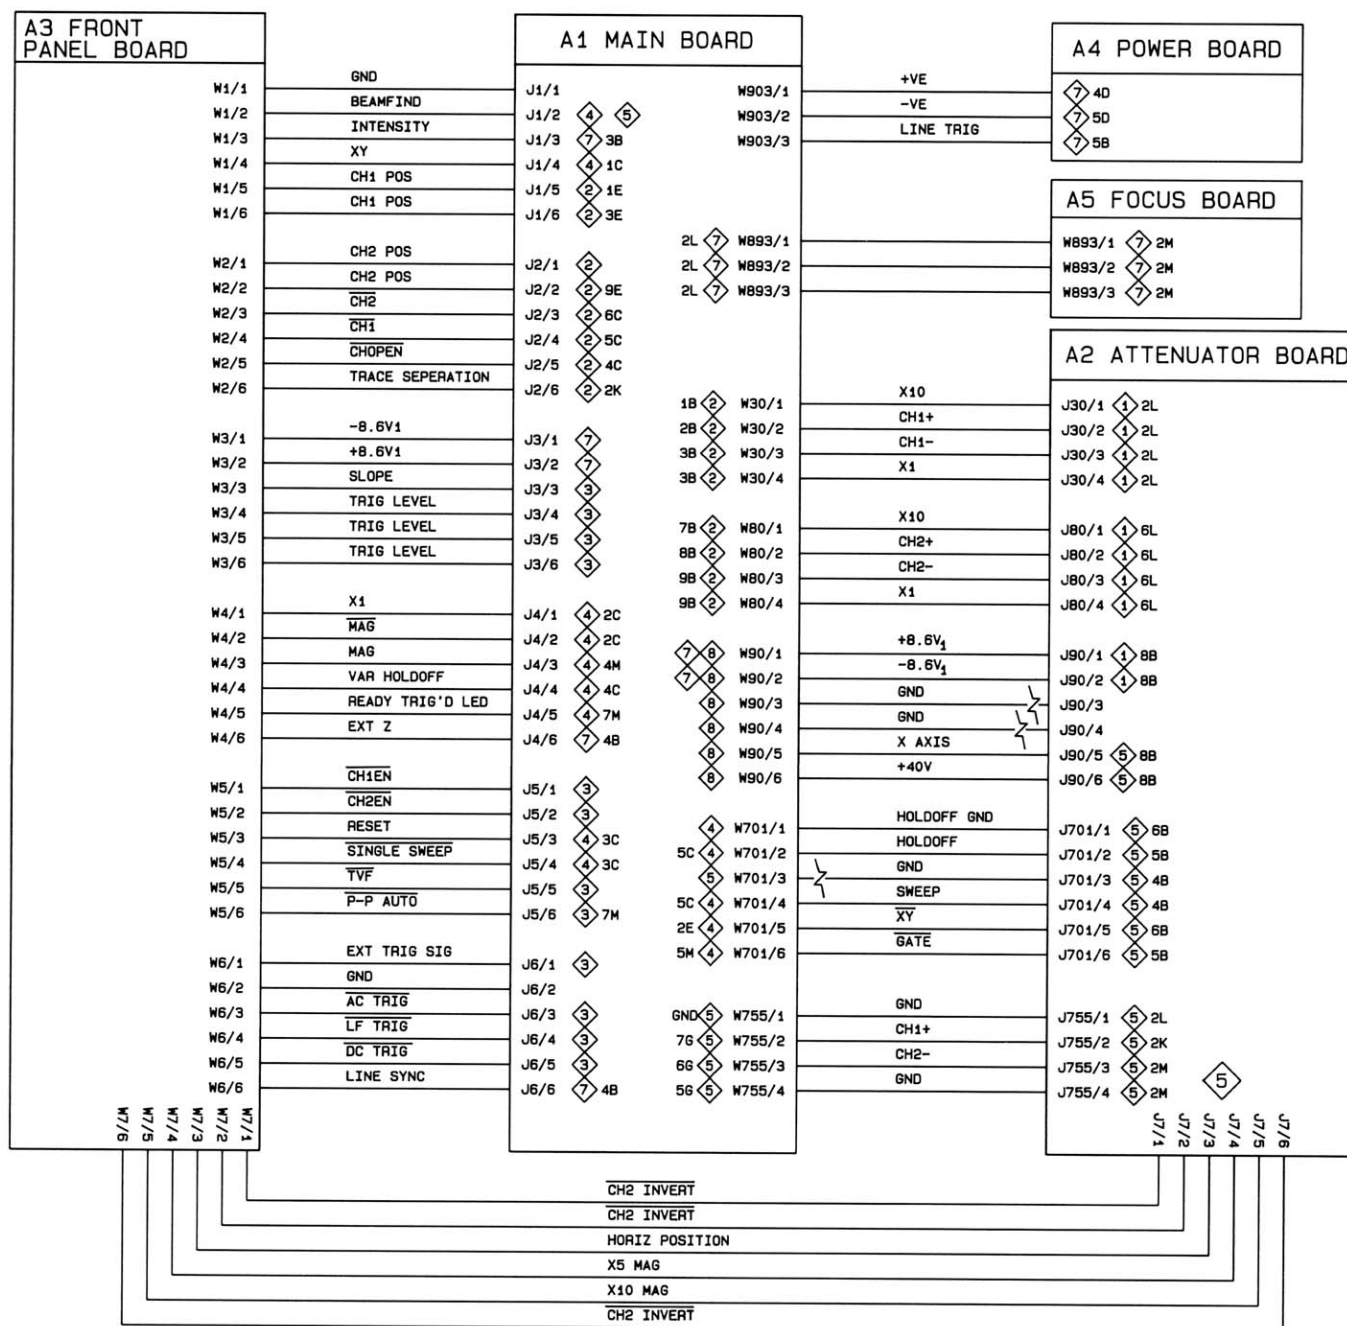 A3 FRONT
PANEL BOARD
A1 MAIN BOARD
A4 POWER BOARD
A5 FOCUS BOARD
A2 ATTENUATOR BOARD
W1/1 GND J1/1
W1/2 BEAMFIND J1/2 4 5
W1/3 INTENSITY J1/3 7 3B
W1/4 XY J1/4 4 1C
W1/5 CH1 POS J1/5 2 1E
W1/6 CH1 POS J1/6 2 3E
W2/1 CH2 POS J2/1 2
W2/2 CH2 POS J2/2 2 9E
W2/3 C̅H̅2̅ J2/3 2 6C
W2/4 C̅H̅1̅ J2/4 2 5C
W2/5 C̅H̅O̅P̅E̅N̅ J2/5 2 4C
W2/6 TRACE SEPERATION J2/6 2 2K
W3/1 -8.6V1 J3/1 7
W3/2 +8.6V1 J3/2 7
W3/3 SLOPE J3/3 3
W3/4 TRIG LEVEL J3/4 3
W3/5 TRIG LEVEL J3/5 3
W3/6 TRIG LEVEL J3/6 3
W4/1 X1 J4/1 4 2C
W4/2 M̅A̅G̅ J4/2 4 2C
W4/3 MAG J4/3 4 4M
W4/4 VAR HOLDOFF J4/4 4 4C
W4/5 READY TRIG'D LED J4/5 4 7M
W4/6 EXT Z J4/6 7 4B
W5/1 C̅H̅1̅E̅N̅ J5/1 3
W5/2 C̅H̅2̅E̅N̅ J5/2 3
W5/3 RESET J5/3 4 3C
W5/4 S̅I̅N̅G̅L̅E̅ S̅W̅E̅E̅P̅ J5/4 4 3C
W5/5 T̅V̅F̅ J5/5 3
W5/6 P̅-̅P̅ A̅U̅T̅O̅ J5/6 3 7M
W6/1 EXT TRIG SIG J6/1 3
W6/2 GND J6/2
W6/3 A̅C̅ T̅R̅I̅G̅ J6/3 3
W6/4 L̅F̅ T̅R̅I̅G̅ J6/4 3
W6/5 D̅C̅ T̅R̅I̅G̅ J6/5 3
W6/6 LINE SYNC J6/6 7 4B
W903/1 +VE 7 4D
W903/2 -VE 7 5D
W903/3 LINE TRIG 7 5B
2L 7 W893/1 W893/1 7 2M
2L 7 W893/2 W893/2 7 2M
2L 7 W893/3 W893/3 7 2M
1B 2 W30/1 X10 J30/1 1 2L
2B 2 W30/2 CH1+ J30/2 1 2L
3B 2 W30/3 CH1- J30/3 1 2L
3B 2 W30/4 X1 J30/4 1 2L
7B 2 W80/1 X10 J80/1 1 6L
8B 2 W80/2 CH2+ J80/2 1 6L
9B 2 W80/3 CH2- J80/3 1 6L
9B 2 W80/4 X1 J80/4 1 6L
7 8 W90/1 +8.6V₁ J90/1 1 8B
7 8 W90/2 -8.6V₁ J90/2 1 8B
8 W90/3 GND J90/3
8 W90/4 GND J90/4
8 W90/5 X AXIS J90/5 5 8B
8 W90/6 +40V J90/6 5 8B
4 W701/1 HOLDOFF GND J701/1 5 6B
5C 4 W701/2 HOLDOFF J701/2 5 5B
5 W701/3 GND J701/3 5 4B
5C 4 W701/4 SWEEP J701/4 5 4B
2E 4 W701/5 X̅Y̅ J701/5 5 6B
5M 4 W701/6 G̅A̅T̅E̅ J701/6 5 5B
GND 5 W755/1 GND J755/1 5 2L
7G 5 W755/2 CH1+ J755/2 5 2K
6G 5 W755/3 CH2- J755/3 5 2M
5G 5 W755/4 GND J755/4 5 2M
5
W7/6 W7/5 W7/4 W7/3 W7/2 W7/1
J7/1 J7/2 J7/3 J7/4 J7/5 J7/6
C̅H̅2̅ I̅N̅V̅E̅R̅T̅
C̅H̅2̅ I̅N̅V̅E̅R̅T̅
HORIZ POSITION
X5 MAG
X10 MAG
C̅H̅2̅ I̅N̅V̅E̅R̅T̅